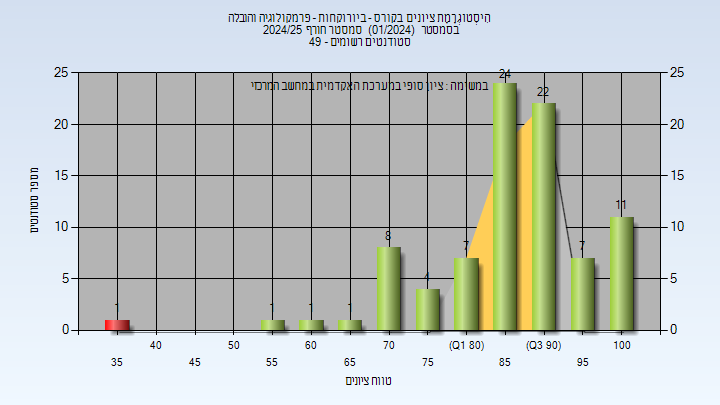 היסטוגרמת ציונים בקורס - ביורוקחות - פרמקולוגיה והובלה
בסמסטר (01/2024) סמסטר חורף 2024/25
סטודנטים רשומים - 49
במשימה : ציון סופי במערכת האקדמית במחשב המרכזי
מספר סטודנטים
25 25
20 20
15 15
10 10
5 5
0 0
1 1 1 1 8 4 7 24 22 7 11
40 50 60 70 (Q1 80) (Q3 90) 100
35 45 55 65 75 85 95
טווח ציונים